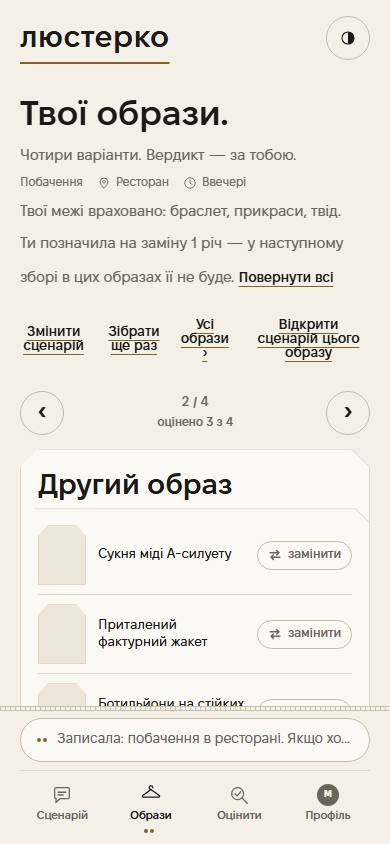 люстерко
Твої образи.
Чотири варіанти. Вердикт — за тобою.
Побачення Ресторан Ввечері
Твої межі враховано: браслет, прикраси, твід.
Ти позначила на заміну 1 річ — у наступному
зборі в цих образах її не буде. Повернути всі
Змінити
сценарій
Зібрати
ще раз
Усі
образи
›
Відкрити
сценарій цього
образу
‹
2 / 4
оцінено 3 з 4
›
Другий образ
Сукня міді А-силуету
замінити
Приталений
фактурний жакет
замінити
Ботильйони на стійких
Записала: побачення в ресторані. Якщо хо...
Сценарій
Образи
Оцінити
М
Профіль